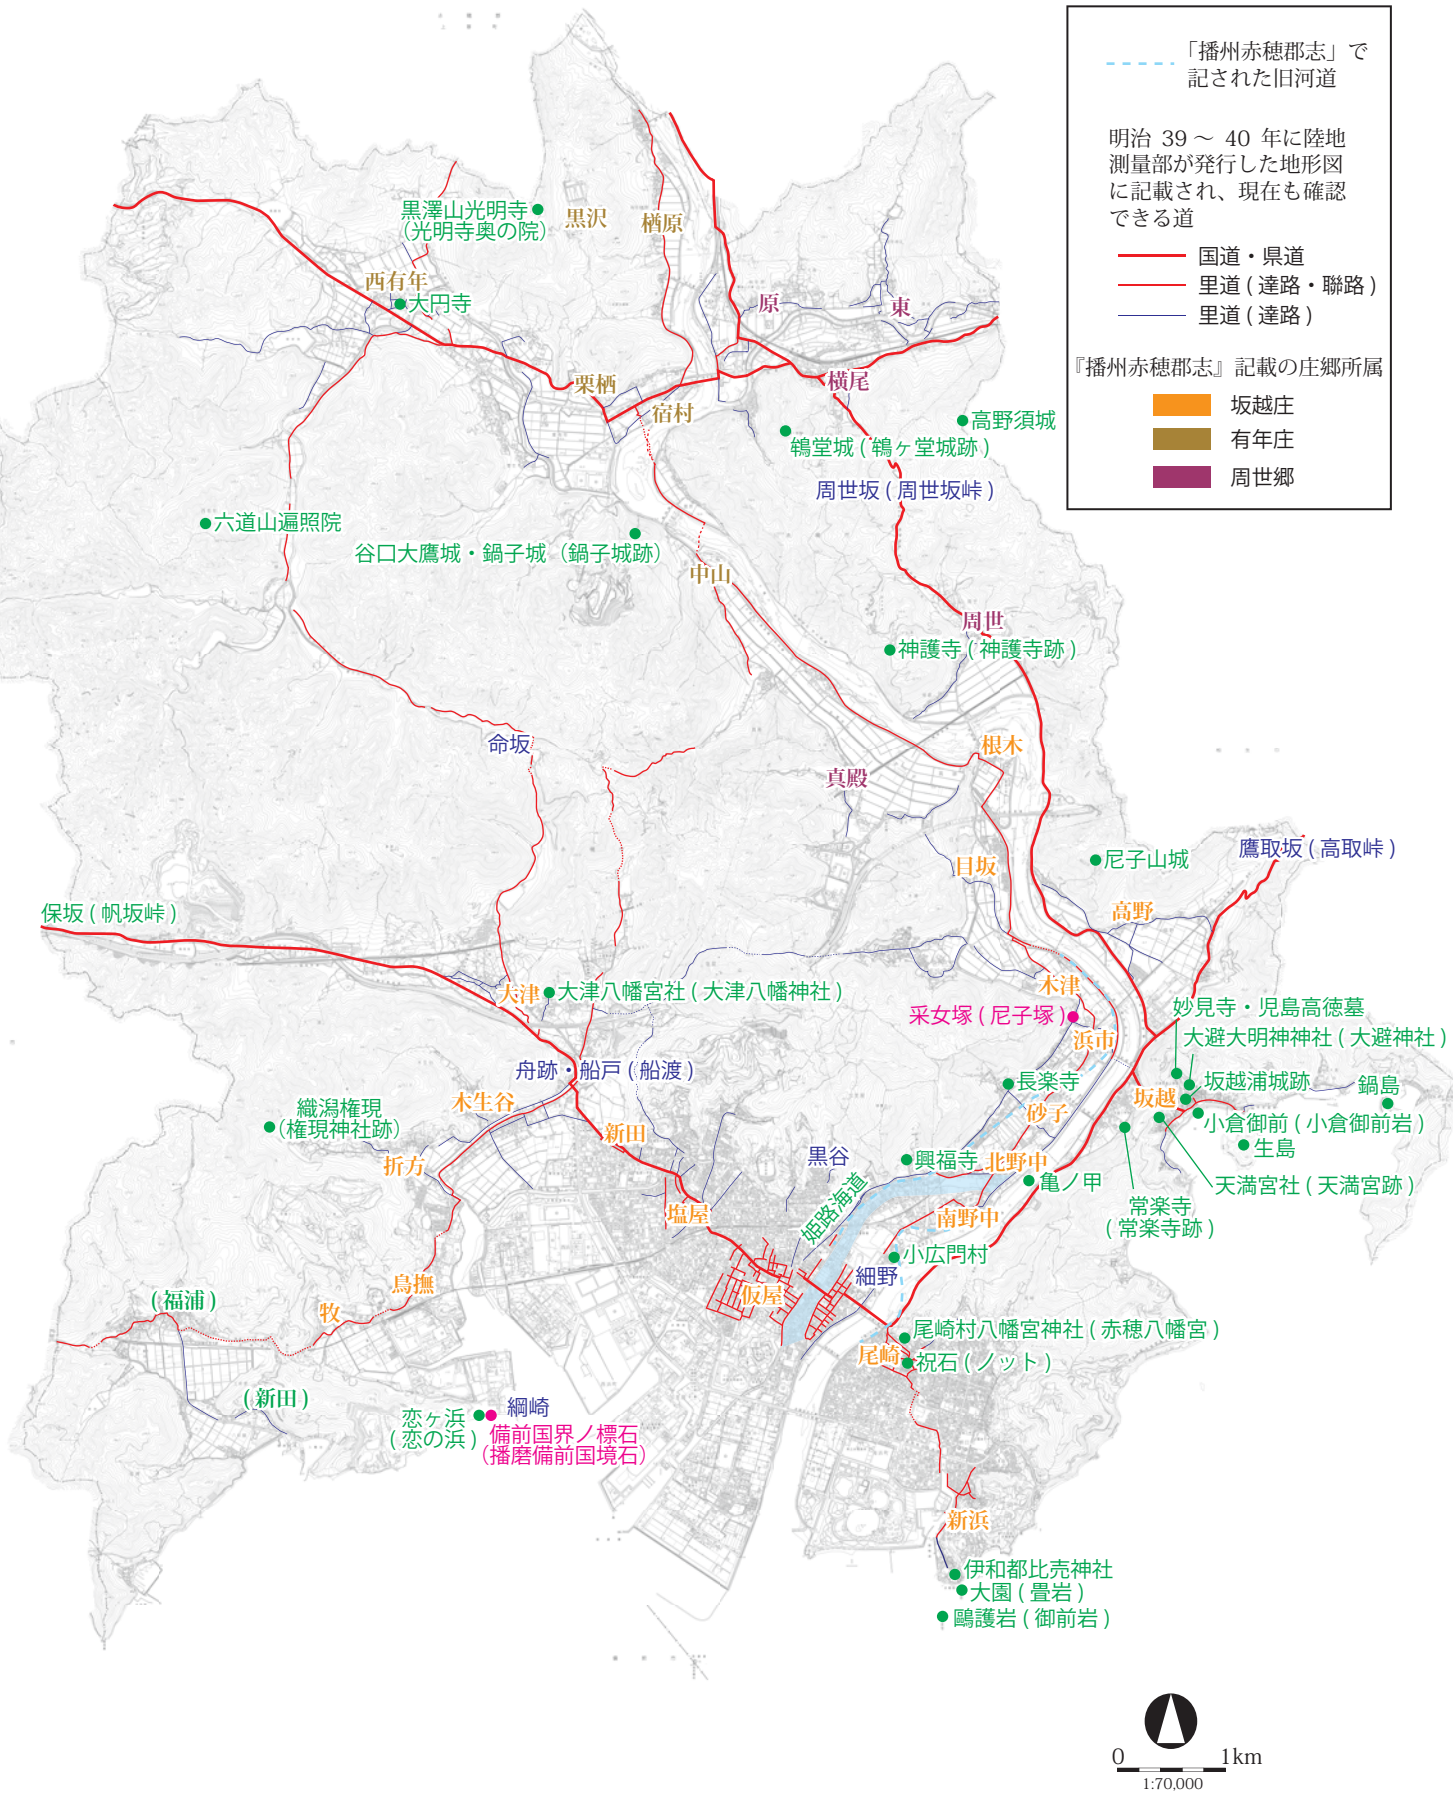 「播州赤穂郡志」で
記された旧河道
明治 39 ～ 40 年に陸地
測量部が発行した地形図
に記載され、現在も確認
できる道
国道・県道
里道 ( 達路・聯路 )
里道 ( 達路 )
『播州赤穂郡志』記載の庄郷所属
坂越庄
有年庄
周世郷
黒澤山光明寺
（光明寺奥の院）
黒沢
楢原
西有年
大円寺
原
東
栗栖
横尾
宿村
高野須城
鵯堂城 ( 鵯ヶ堂城跡 )
周世坂 ( 周世坂峠 )
六道山遍照院
谷口大鷹城・鍋子城（鍋子城跡）
中山
周世
神護寺 ( 神護寺跡 )
命坂
根木
真殿
鷹取坂 ( 高取峠 )
尼子山城
目坂
保坂 ( 帆坂峠 )
高野
大津
大津八幡宮社 ( 大津八幡神社 )
木津
妙見寺・児島高徳墓
采女塚 ( 尼子塚 )
浜市
大避大明神神社 ( 大避神社 )
舟跡・船戸 ( 船渡 )
長楽寺
坂越浦城跡
鍋島
木生谷
坂越
織潟権現
（権現神社跡）
砂子
小倉御前 ( 小倉御前岩 )
新田
生島
折方
黒谷
興福寺
北野中
亀ノ甲
天満宮社 ( 天満宮跡 )
姫路海道
常楽寺
( 常楽寺跡 )
塩屋
南野中
小広門村
細野
鳥撫
仮屋
( 福浦 )
牧
尾崎村八幡宮神社 ( 赤穂八幡宮 )
尾崎
祝石 ( ノット )
( 新田 )
恋ヶ浜
( 恋の浜 )
綱崎
備前国界ノ標石
（播磨備前国境石）
新浜
伊和都比売神社
大園 ( 畳岩 )
鷗護岩 ( 御前岩 )
0 1km
1:70,000